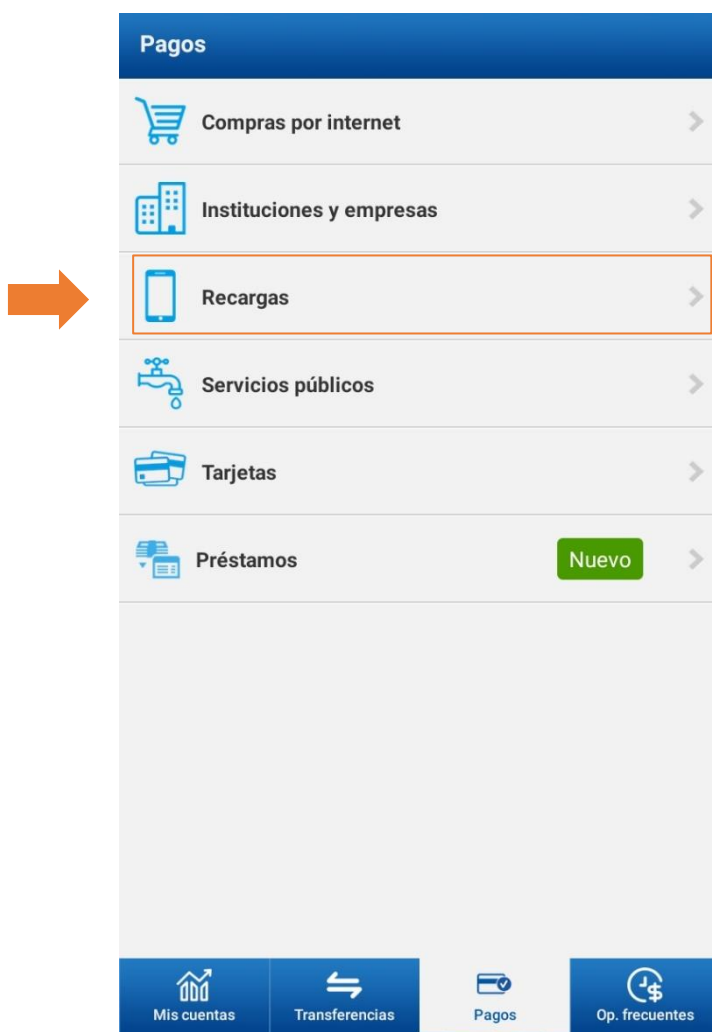 Pagos
Compras por internet
Instituciones y empresas
Recargas
Servicios públicos
Tarjetas
Préstamos Nuevo
Mis cuentas Transferencias Pagos Op. frecuentes